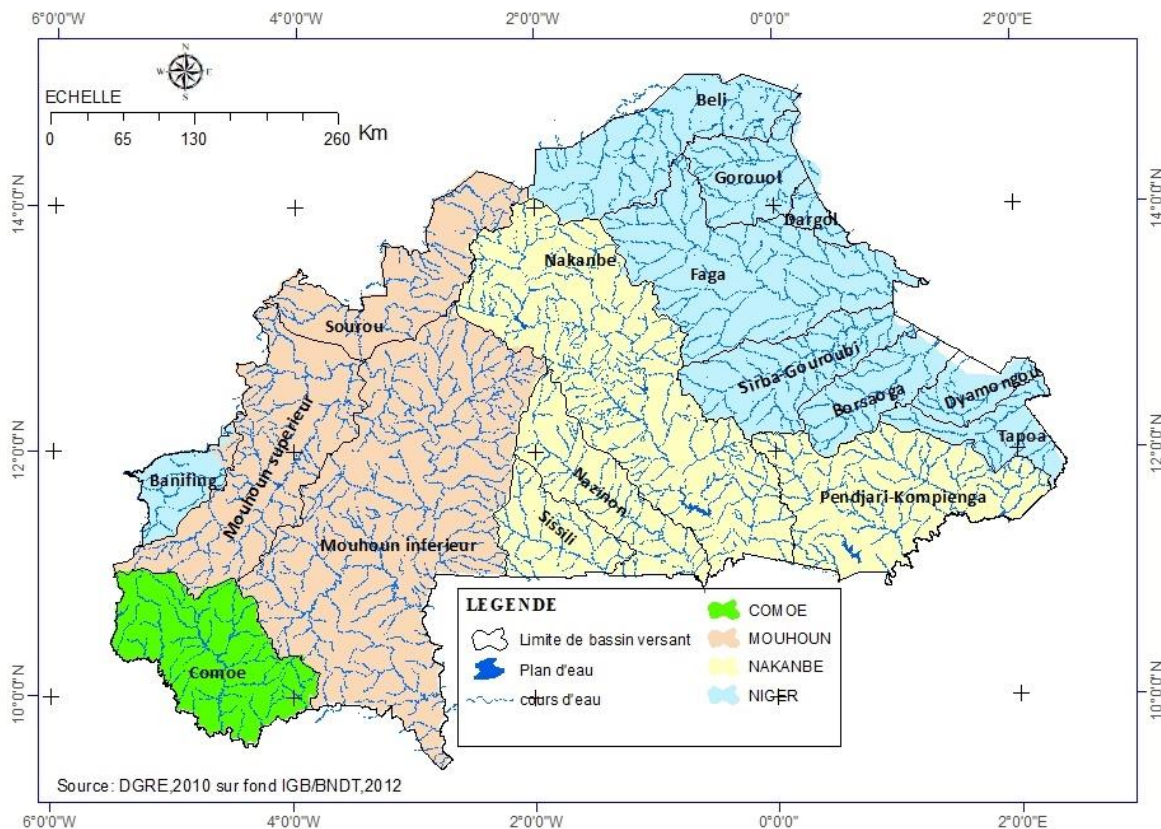 6°0'0"W 4°0'0"W 2°0'0"W 0°0'0" 2°0'0"E
N
W E
S
ECHELLE
0 65 130 260 Km
14°0'0"N 14°0'0"N
12°0'0"N 12°0'0"N
10°0'0"N 10°0'0"N
Beli
Gorouol
Dargol
Nakanbe
Faga
Sourou
Sirba-Gouroubi
Borsaoga
Dyamongou
Tapoa
Banifing
Mouhoun superieur
Nazinon
Sissili
Pendjari-Kompienga
Mouhoun inferieur
Comoe
LEGENDE
Limite de bassin versant
Plan d'eau
cours d'eau
COMOE
MOUHOUN
NAKANBE
NIGER
Source: DGRE,2010 sur fond IGB/BNDT,2012
6°0'0"W 4°0'0"W 2°0'0"W 0°0'0" 2°0'0"E